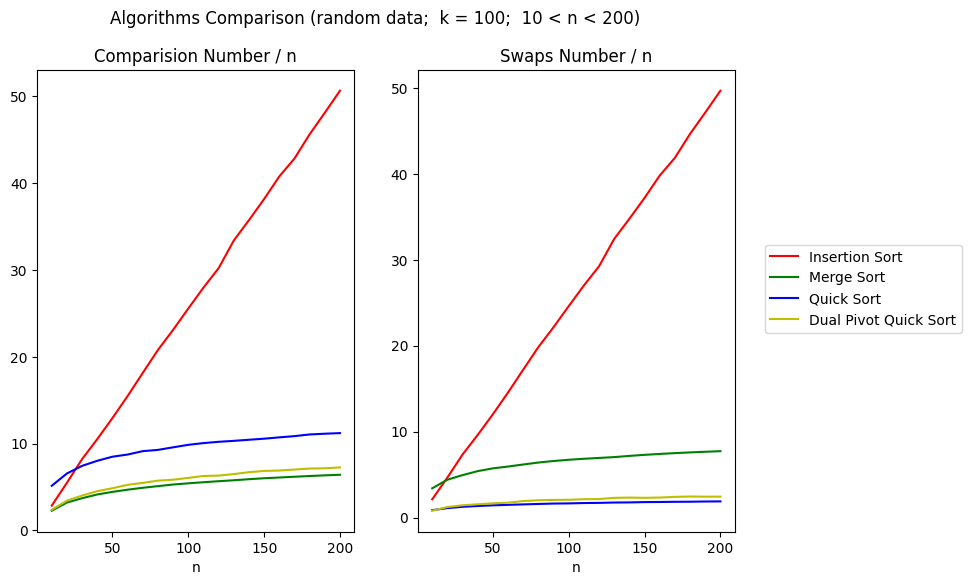 Algorithms Comparison (random data;  k = 100;  10 < n < 200)
Comparision Number / n
50
40
30
20
10
0
50
100
150
200
n
Swaps Number / n
50
40
30
20
10
0
50
100
150
200
n
Insertion Sort
Merge Sort
Quick Sort
Dual Pivot Quick Sort